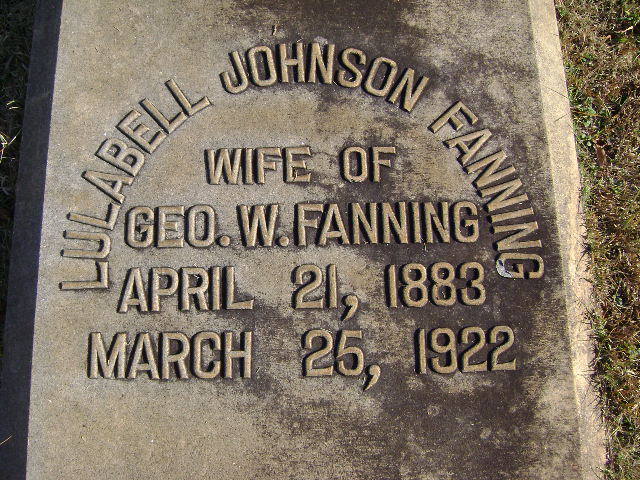 LULABELL JOHNSON FANNING
WIFE OF
GEO. W. FANNING
APRIL 21, 1883
MARCH 25, 1922